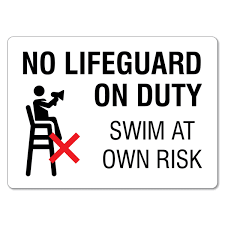 NO LIFEGUARD
ON DUTY
SWIM AT
OWN RISK